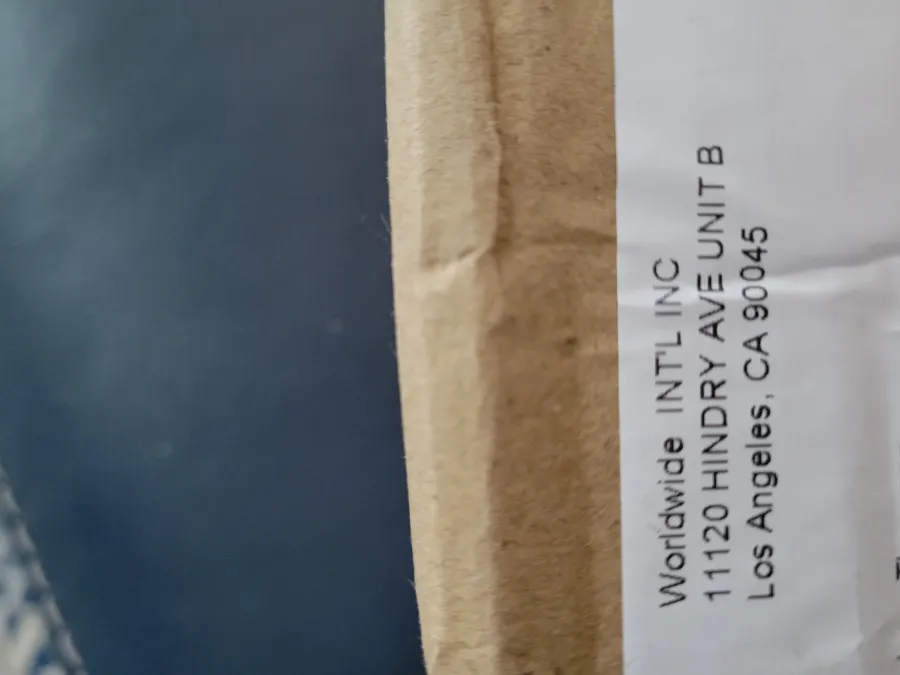 Worldwide INT'L INC
11120 HINDRY AVE UNIT B
Los Angeles, CA 90045